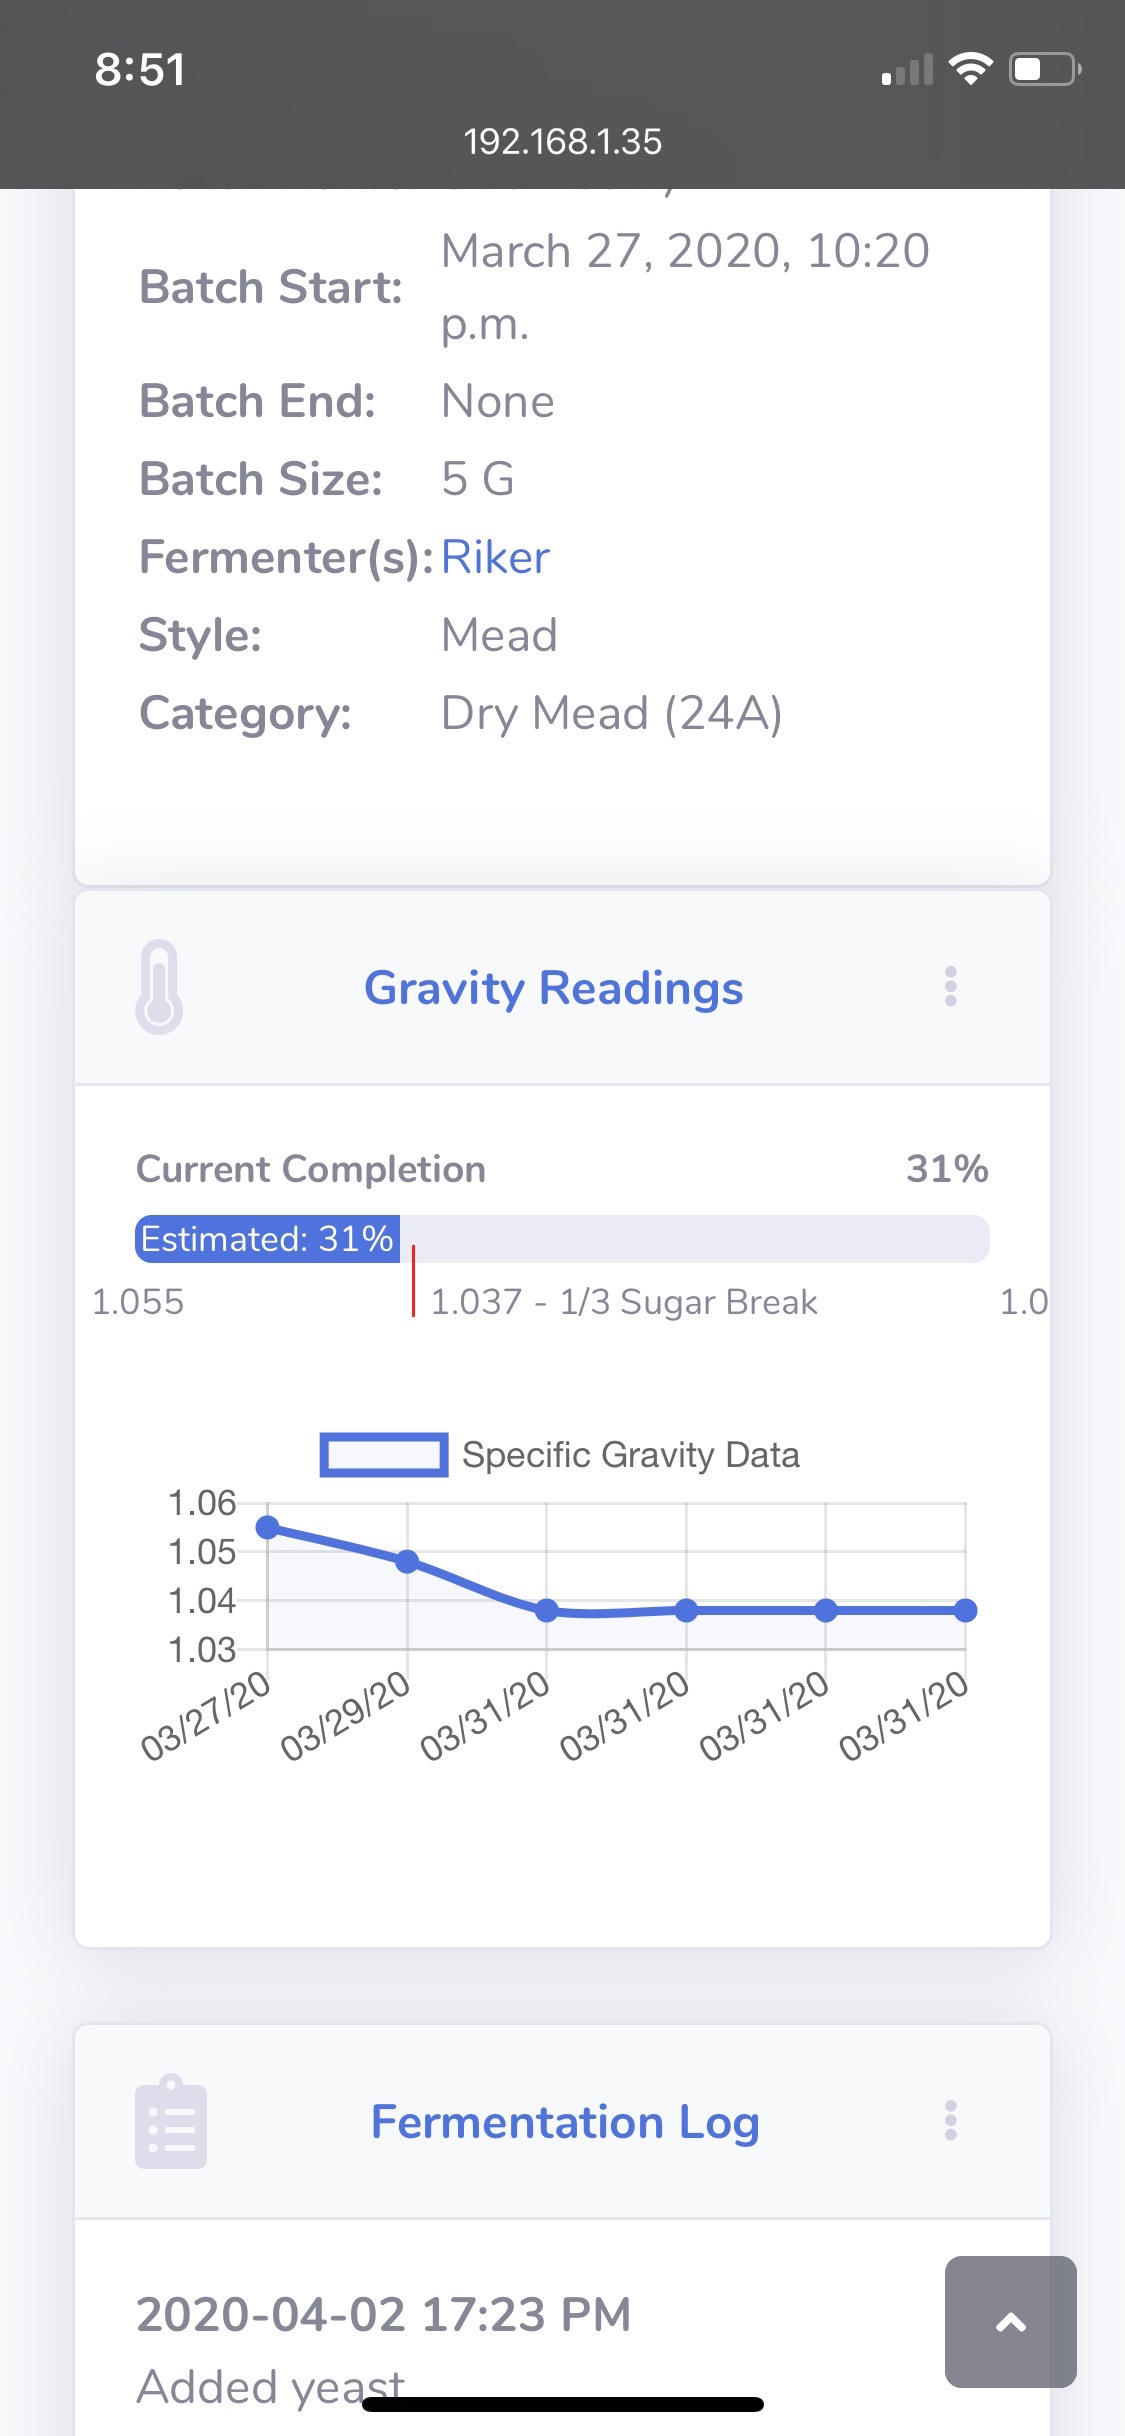 8:51
192.168.1.35
Batch Start: March 27, 2020, 10:20
p.m.
Batch End: None
Batch Size: 5 G
Fermenter(s): Riker
Style: Mead
Category: Dry Mead (24A)
Gravity Readings
Current Completion 31%
Estimated: 31%
1.055 1.037 - 1/3 Sugar Break 1.0
Specific Gravity Data
1.06
1.05
1.04
1.03
03/27/20 03/29/20 03/31/20 03/31/20 03/31/20 03/31/20
Fermentation Log
2020-04-02 17:23 PM
Added yeast